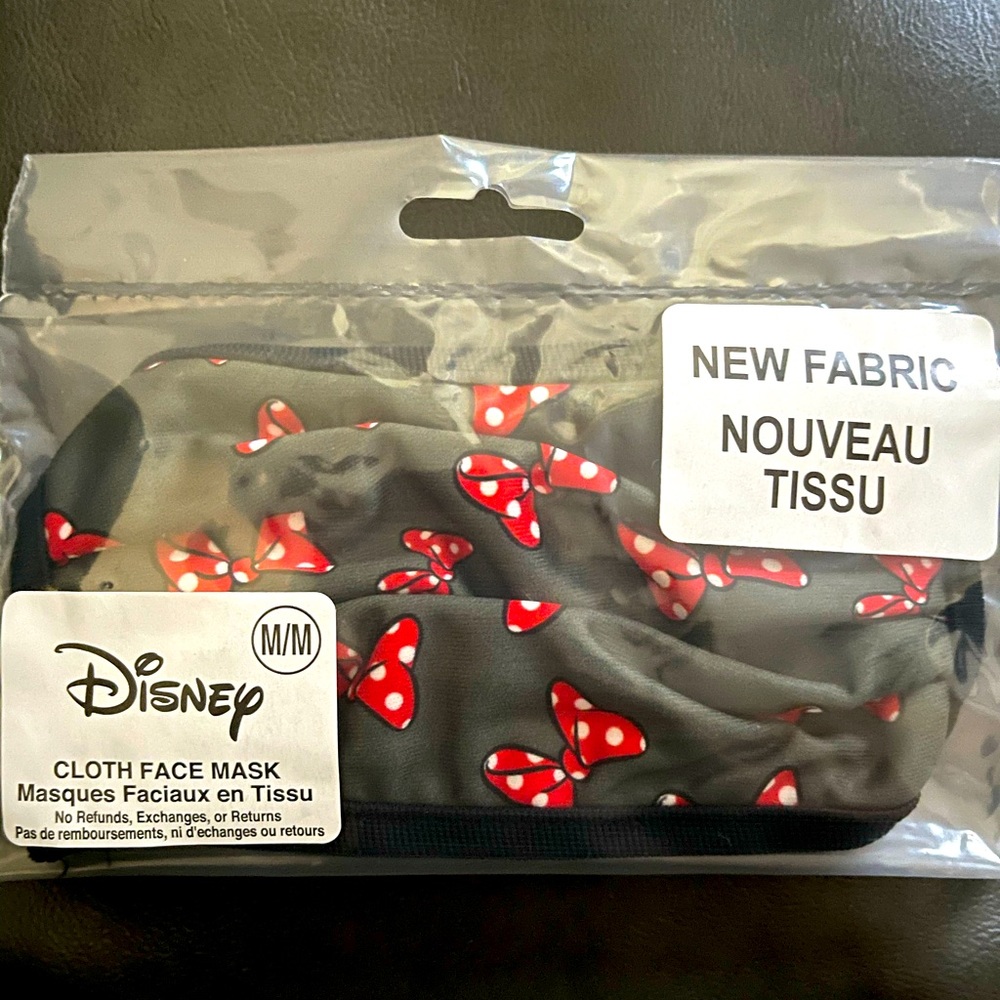 NEW FABRIC
NOUVEAU
TISSU
M/M
Disney
CLOTH FACE MASK
Masques Faciaux en Tissu
No Refunds, Exchanges, or Returns
Pas de remboursements, ni d'echanges ou retours